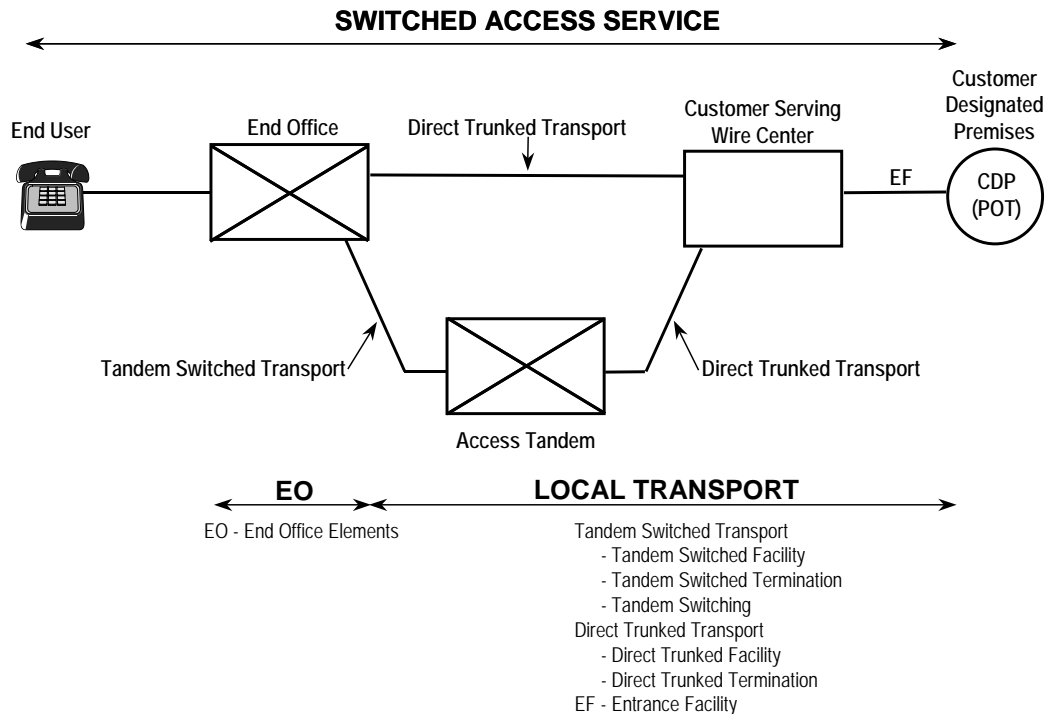 SWITCHED ACCESS SERVICE
Customer
Designated
Premises
End User
End Office
Direct Trunked Transport
Customer Serving
Wire Center
EF
CDP
(POT)
Tandem Switched Transport
Direct Trunked Transport
Access Tandem
EO
LOCAL TRANSPORT
EO - End Office Elements
Tandem Switched Transport
- Tandem Switched Facility
- Tandem Switched Termination
- Tandem Switching
Direct Trunked Transport
- Direct Trunked Facility
- Direct Trunked Termination
EF - Entrance Facility